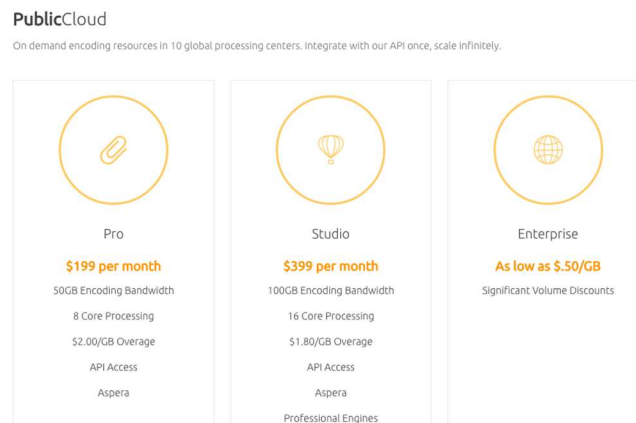 PublicCloud
On demand encoding resources in 10 global processing centers. Integrate with our API once, scale infinitely.
Pro
$199 per month
50GB Encoding Bandwidth
8 Core Processing
$2.00/GB Overage
API Access
Aspera
Studio
$399 per month
100GB Encoding Bandwidth
16 Core Processing
$1.80/GB Overage
API Access
Aspera
Professional Engines
Enterprise
As low as $.50/GB
Significant Volume Discounts